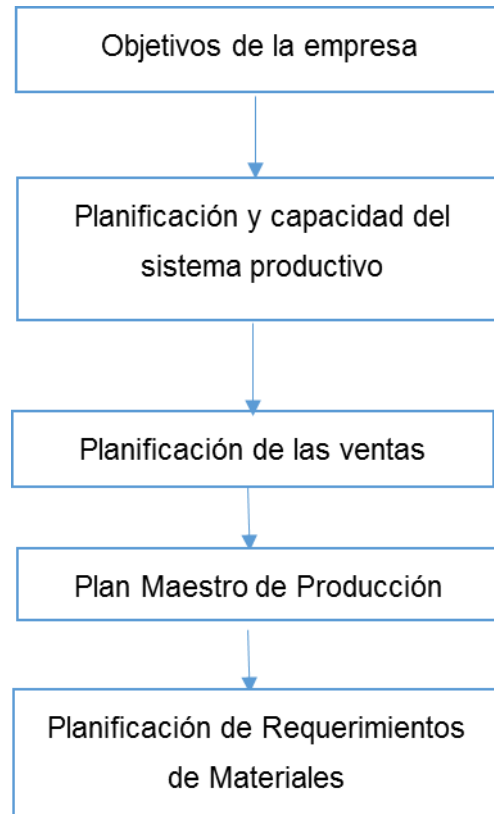 Objetivos de la empresa
Planificación y capacidad del
sistema productivo
Planificación de las ventas
Plan Maestro de Producción
Planificación de Requerimientos
de Materiales